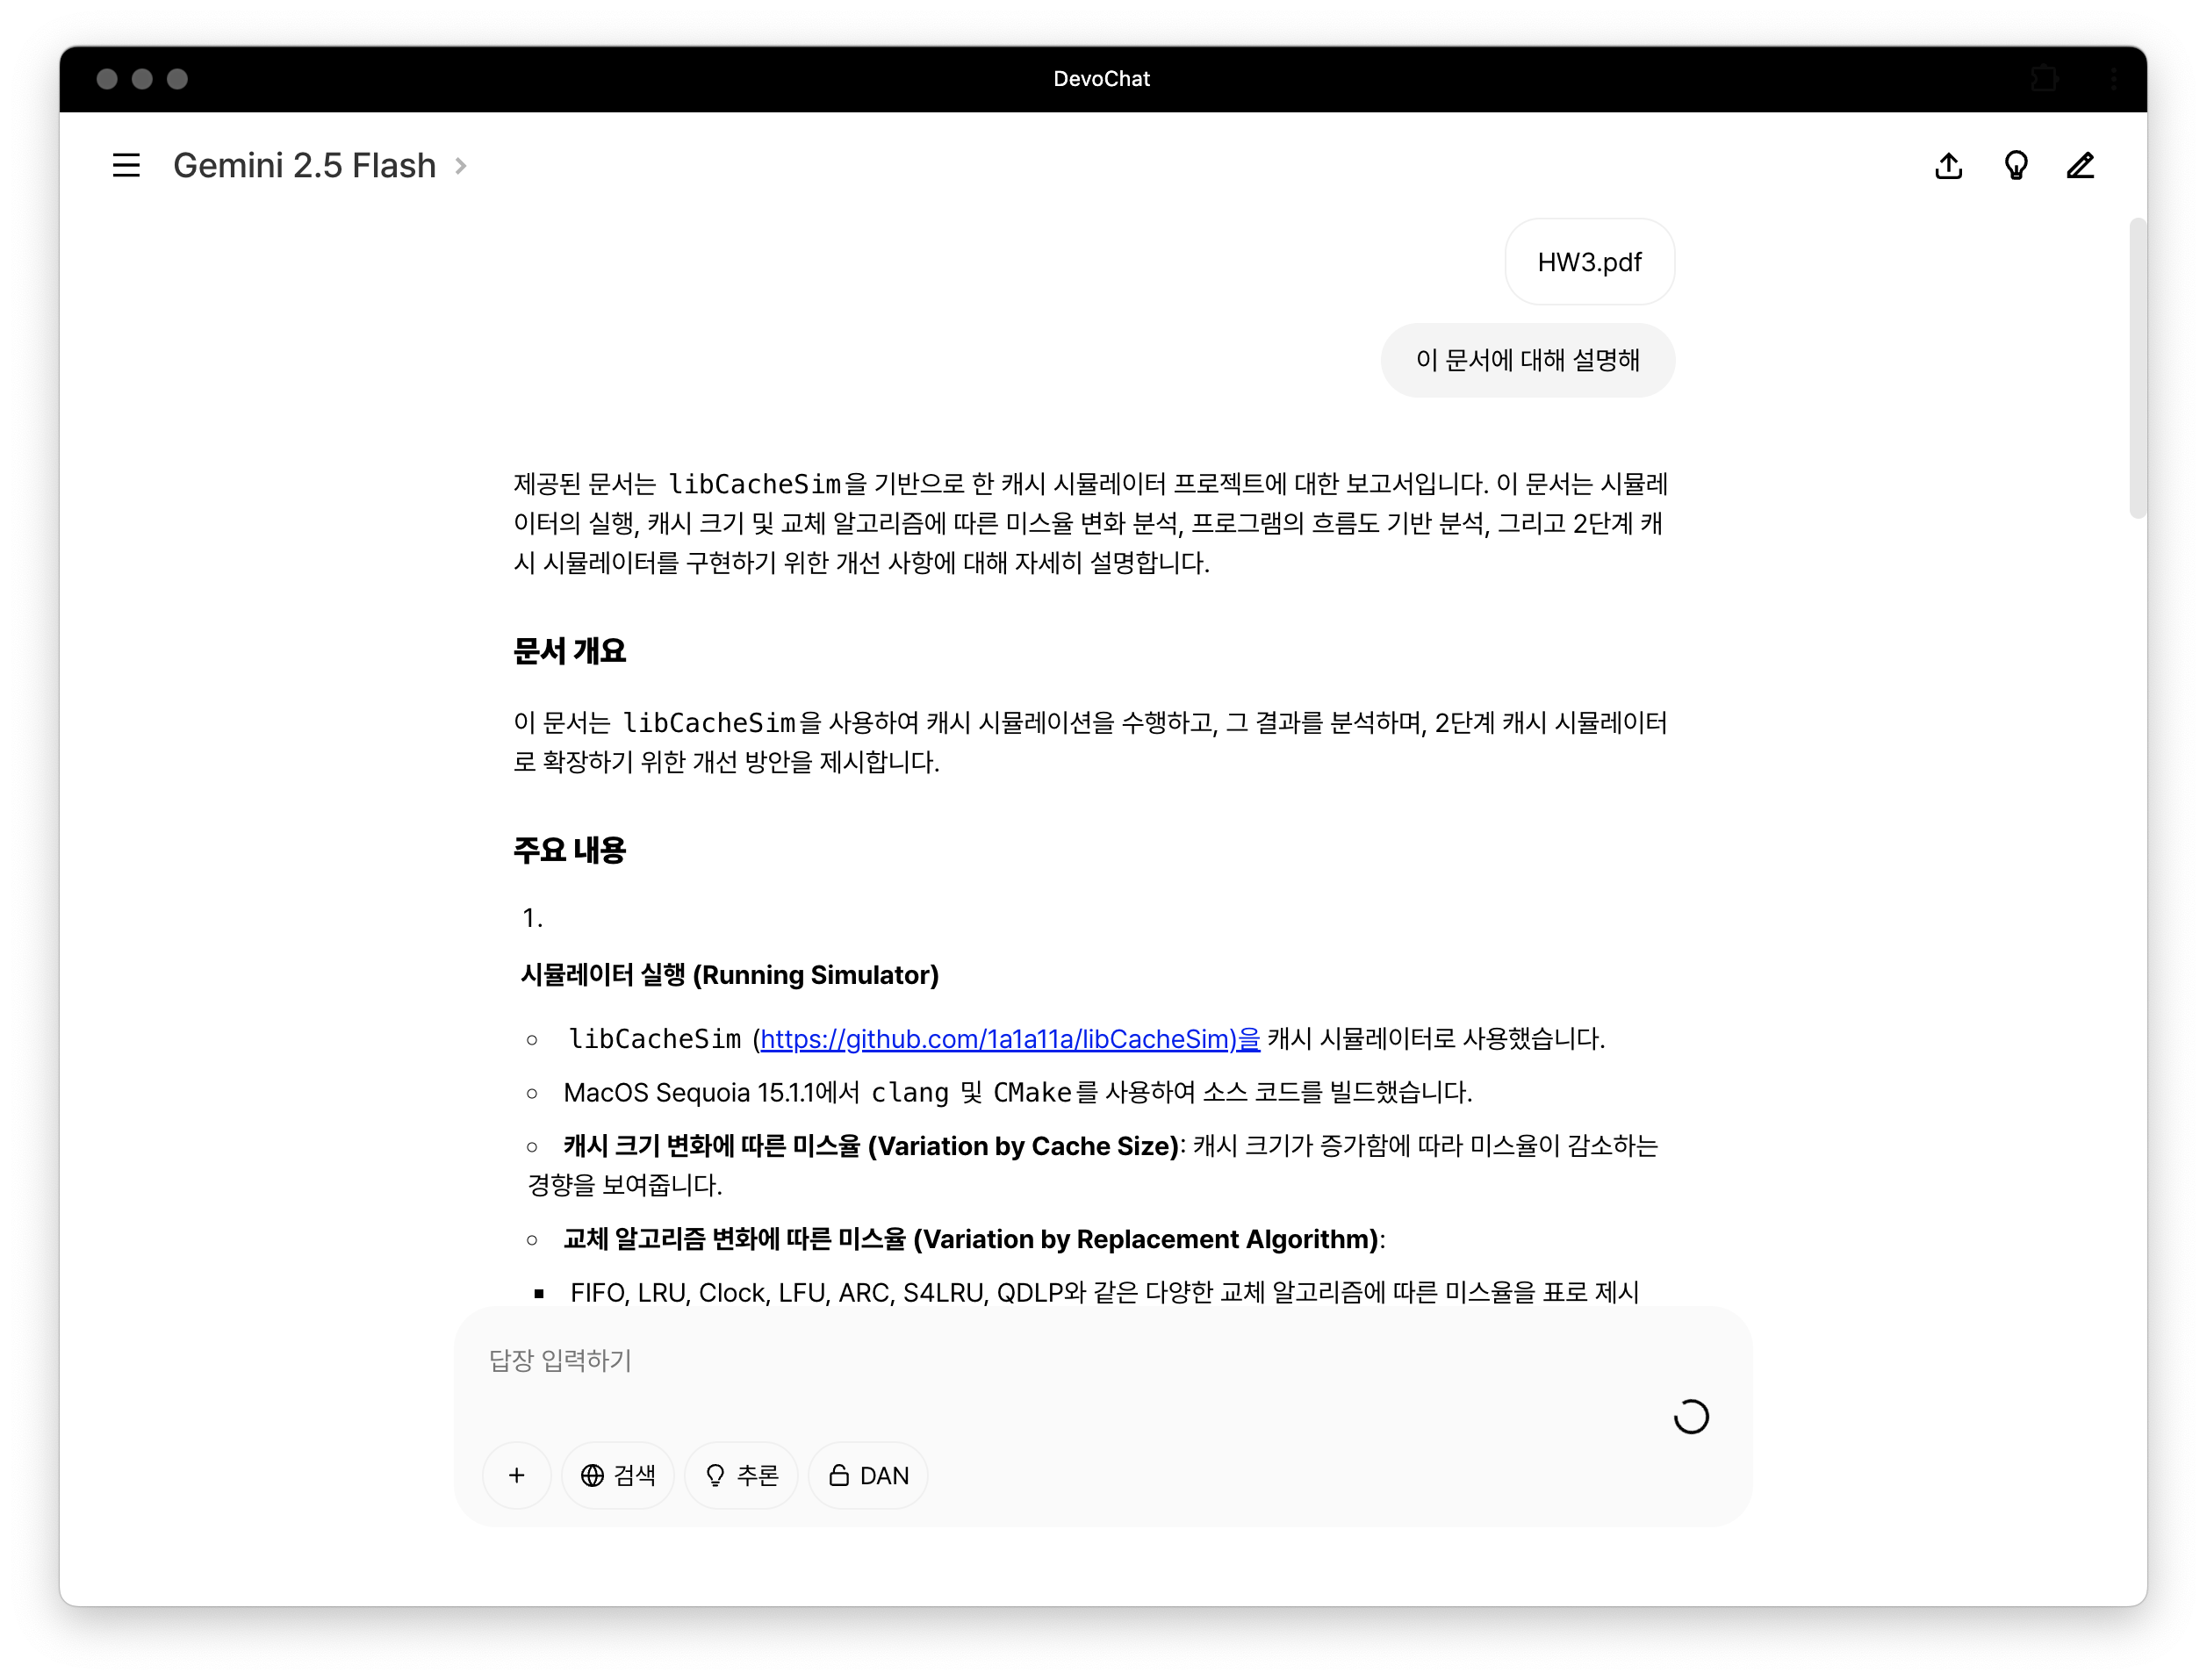 DevoChat
Gemini 2.5 Flash
HW3.pdf
이 문서에 대해 설명해
제공된 문서는 libCacheSim을 기반으로 한 캐시 시뮬레이터 프로젝트에 대한 보고서입니다. 이 문서는 시뮬레
이터의 실행, 캐시 크기 및 교체 알고리즘에 따른 미스율 변화 분석, 프로그램의 흐름도 기반 분석, 그리고 2단계 캐
시 시뮬레이터를 구현하기 위한 개선 사항에 대해 자세히 설명합니다.
문서 개요
이 문서는 libCacheSim을 사용하여 캐시 시뮬레이션을 수행하고, 그 결과를 분석하며, 2단계 캐시 시뮬레이터
로 확장하기 위한 개선 방안을 제시합니다.
주요 내용
1.
시뮬레이터 실행 (Running Simulator)
◦ libCacheSim (https://github.com/1a1a11a/libCacheSim)을 캐시 시뮬레이터로 사용했습니다.
◦ MacOS Sequoia 15.1.1에서 clang 및 CMake를 사용하여 소스 코드를 빌드했습니다.
◦ 캐시 크기 변화에 따른 미스율 (Variation by Cache Size): 캐시 크기가 증가함에 따라 미스율이 감소하는
경향을 보여줍니다.
◦ 교체 알고리즘 변화에 따른 미스율 (Variation by Replacement Algorithm):
▪ FIFO, LRU, Clock, LFU, ARC, S4LRU, QDLP와 같은 다양한 교체 알고리즘에 따른 미스율을 표로 제시
답장 입력하기
+ 검색 추론 DAN